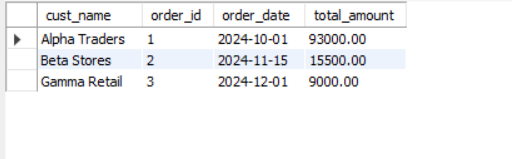 cust_name order_id order_date total_amount
Alpha Traders 1 2024-10-01 93000.00
Beta Stores 2 2024-11-15 15500.00
Gamma Retail 3 2024-12-01 9000.00